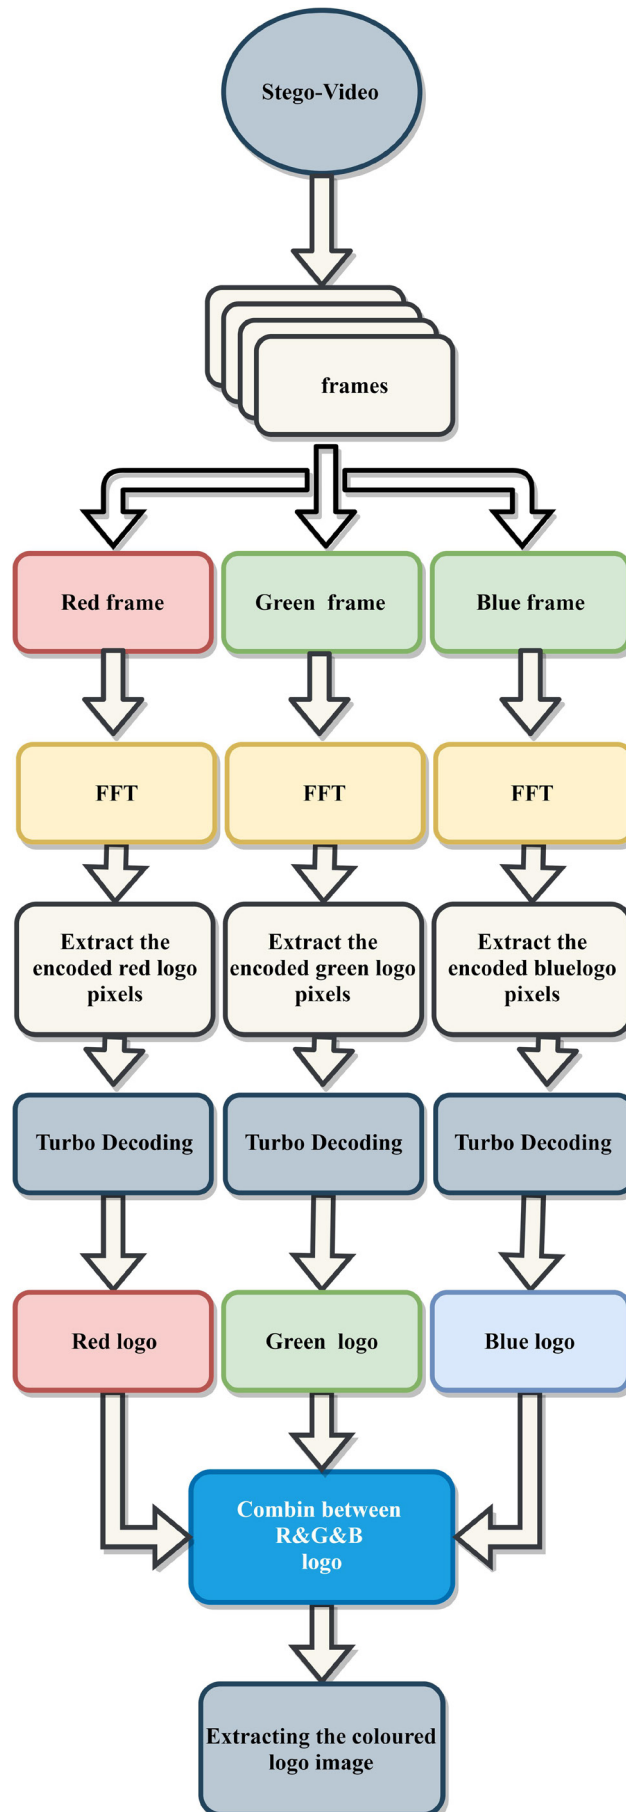 Stego-Video
frames
Red frame
Green frame
Blue frame
FFT
FFT
FFT
Extract the
encoded red logo
pixels
Extract the
encoded green logo
pixels
Extract the
encoded bluelogo
pixels
Turbo Decoding
Turbo Decoding
Turbo Decoding
Red logo
Green logo
Blue logo
Combin between
R&G&B
logo
Extracting the coloured
logo image